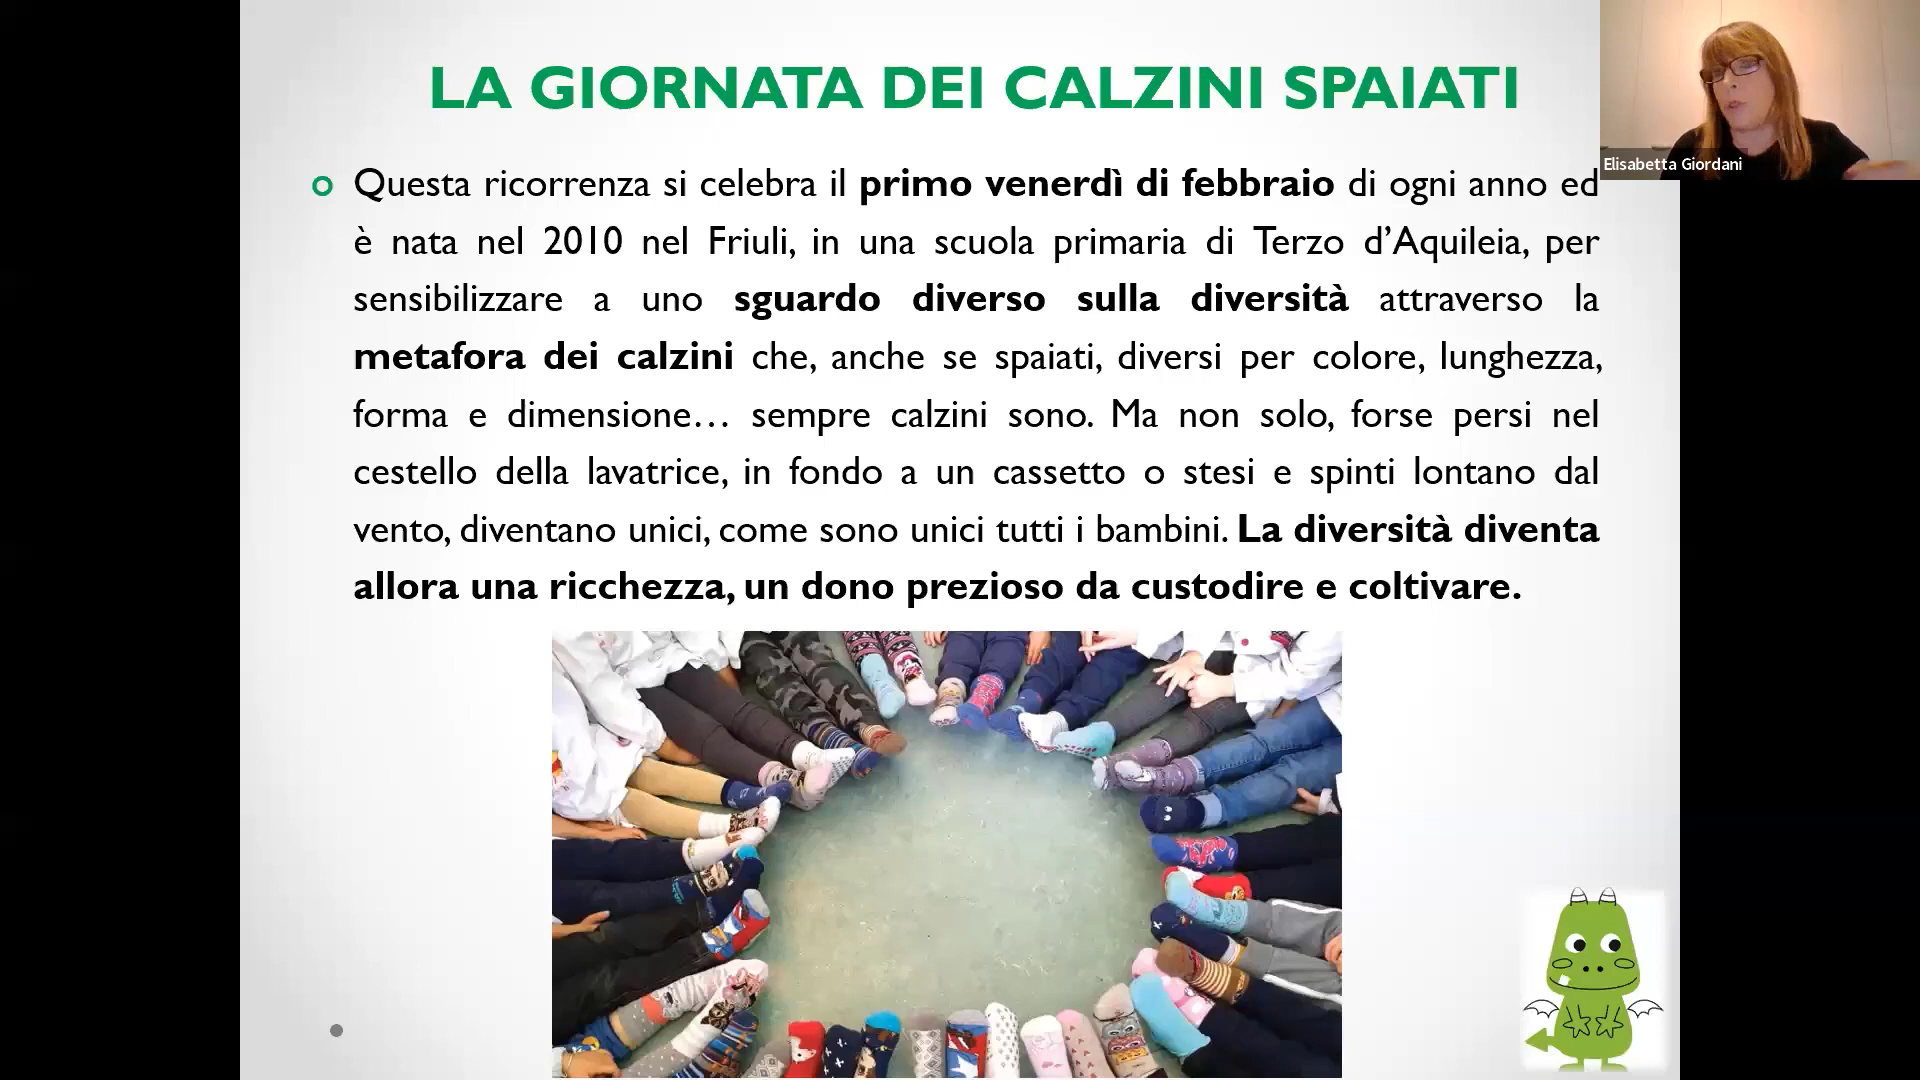 LA GIORNATA DEI CALZINI SPAIATI
Elisabetta Giordani
Questa ricorrenza si celebra il primo venerdì di febbraio di ogni anno ed
è nata nel 2010 nel Friuli, in una scuola primaria di Terzo d’Aquileia, per
sensibilizzare a uno sguardo diverso sulla diversità attraverso la
metafora dei calzini che, anche se spaiati, diversi per colore, lunghezza,
forma e dimensione… sempre calzini sono. Ma non solo, forse persi nel
cestello della lavatrice, in fondo a un cassetto o stesi e spinti lontano dal
vento, diventano unici, come sono unici tutti i bambini. La diversità diventa
allora una ricchezza, un dono prezioso da custodire e coltivare.